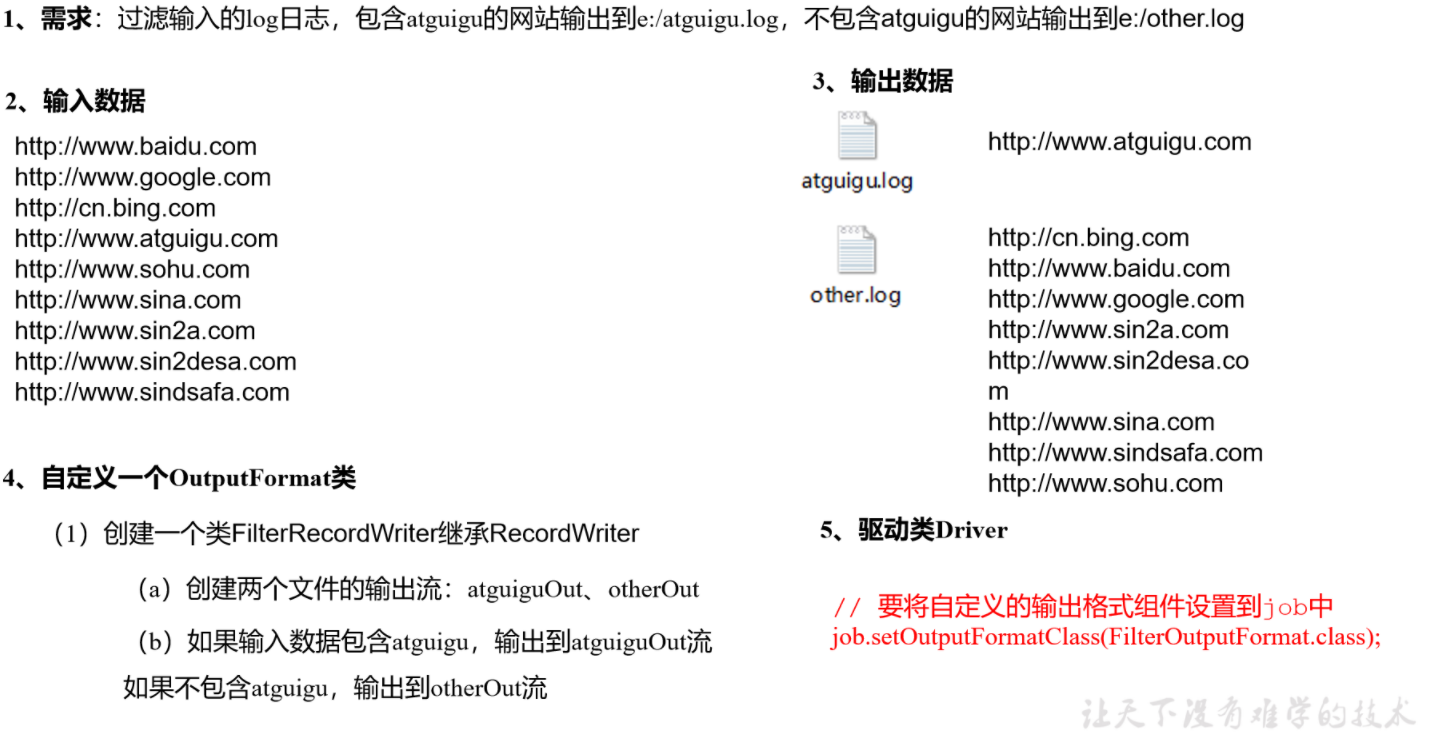 1、需求：过滤输入的log日志，包含atguigu的网站输出到e:/atguigu.log，不包含atguigu的网站输出到e:/other.log
2、输入数据
http://www.baidu.com
http://www.google.com
http://cn.bing.com
http://www.atguigu.com
http://www.sohu.com
http://www.sina.com
http://www.sin2a.com
http://www.sin2desa.com
http://www.sindsafa.com
3、输出数据
atguigu.log
http://www.atguigu.com
other.log
http://cn.bing.com
http://www.baidu.com
http://www.google.com
http://www.sin2a.com
http://www.sin2desa.co
m
http://www.sina.com
http://www.sindsafa.com
http://www.sohu.com
4、自定义一个OutputFormat类
（1）创建一个类FilterRecordWriter继承RecordWriter
（a）创建两个文件的输出流：atguiguOut、otherOut
（b）如果输入数据包含atguigu，输出到atguiguOut流
如果不包含atguigu，输出到otherOut流
5、驱动类Driver
// 要将自定义的输出格式组件设置到job中
job.setOutputFormatClass(FilterOutputFormat.class);
让天下没有难学的技术